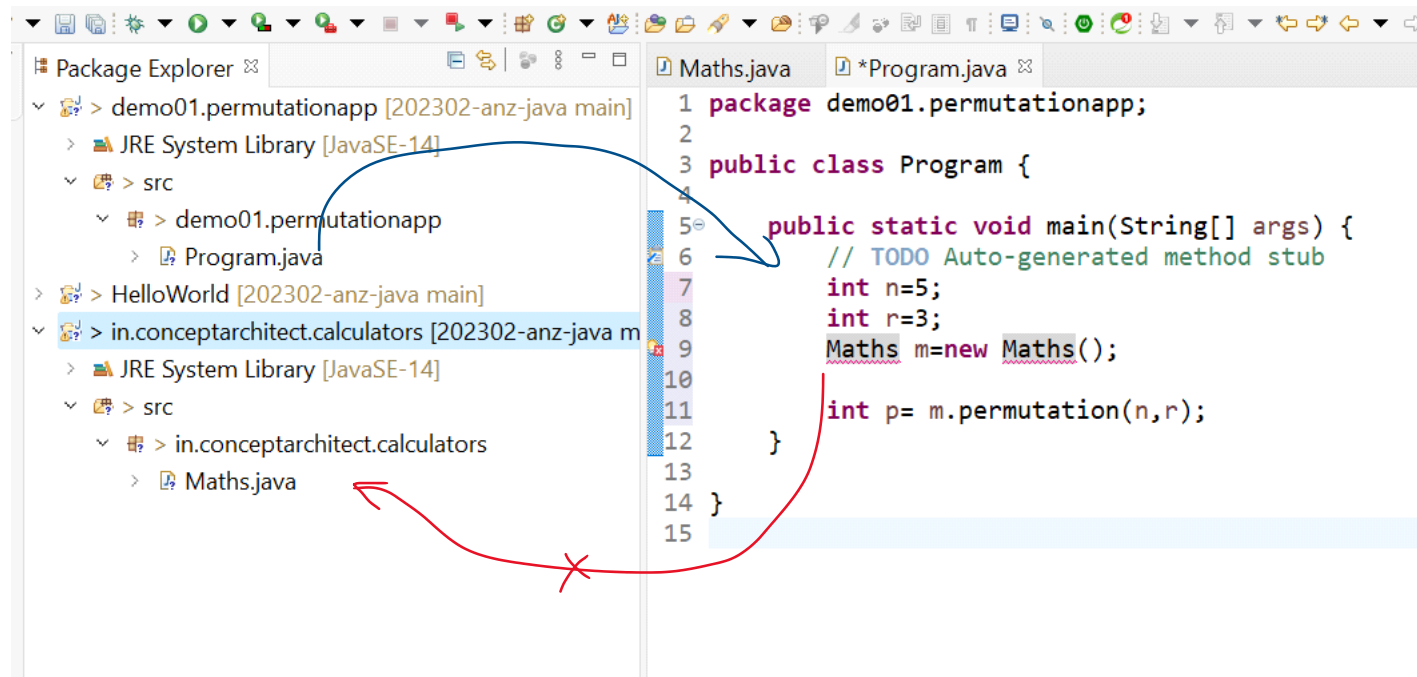 Package Explorer
> demo01.permutationapp [202302-anz-java main]
> JRE System Library [JavaSE-14]
> src
> demo01.permutationapp
> Program.java
> HelloWorld [202302-anz-java main]
> in.conceptarchitect.calculators [202302-anz-java m
JRE System Library [JavaSE-14]
> src
> in.conceptarchitect.calculators
Maths.java
Maths.java
*Program.java
1 package demo01.permutationapp;
2
3 public class Program {
4
5 public static void main(String[] args) {
6 // TODO Auto-generated method stub
7 int n=5;
8 int r=3;
9 Maths m=new Maths();
10
11 int p= m.permutation(n,r);
12 }
13
14 }
15